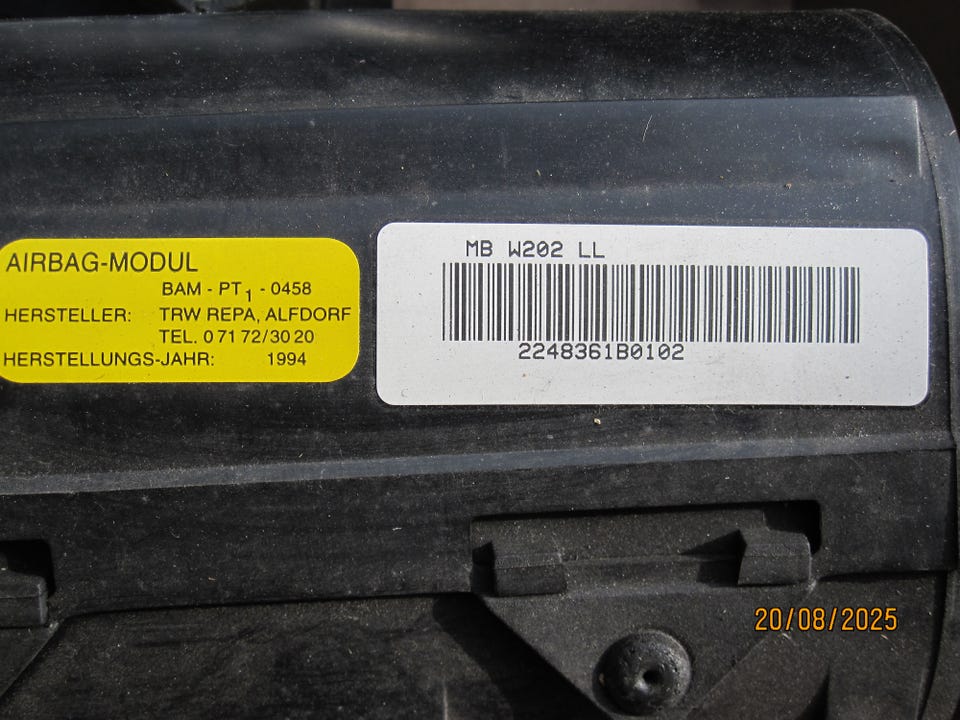 AIRBAG-MODUL
BAM - PT1 - 0458
HERSTELLER: TRW REPA, ALFDORF
TEL. 0 71 72/30 20
HERSTELLUNGS-JAHR: 1994
MB W202 LL
2248361B0102
20/08/2025